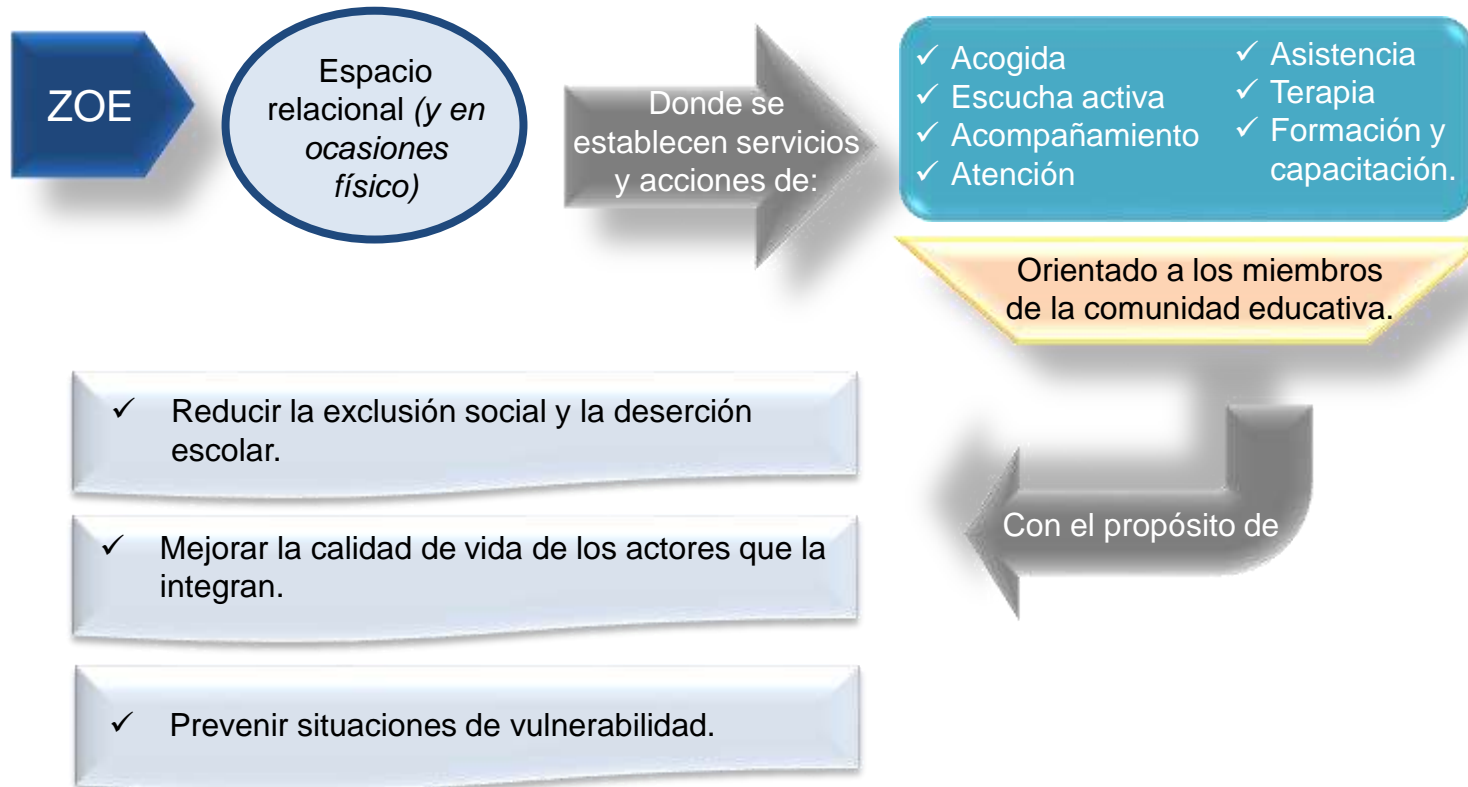 ZOE
Espacio
relacional (y en
ocasiones
físico)
Donde se
establecen servicios
y acciones de:
✓ Acogida
✓ Escucha activa
✓ Acompañamiento
✓ Atención
✓ Asistencia
✓ Terapia
✓ Formación y
capacitación.
Orientado a los miembros
de la comunidad educativa.
Con el propósito de
✓ Reducir la exclusión social y la deserción
escolar.
✓ Mejorar la calidad de vida de los actores que la
integran.
✓ Prevenir situaciones de vulnerabilidad.